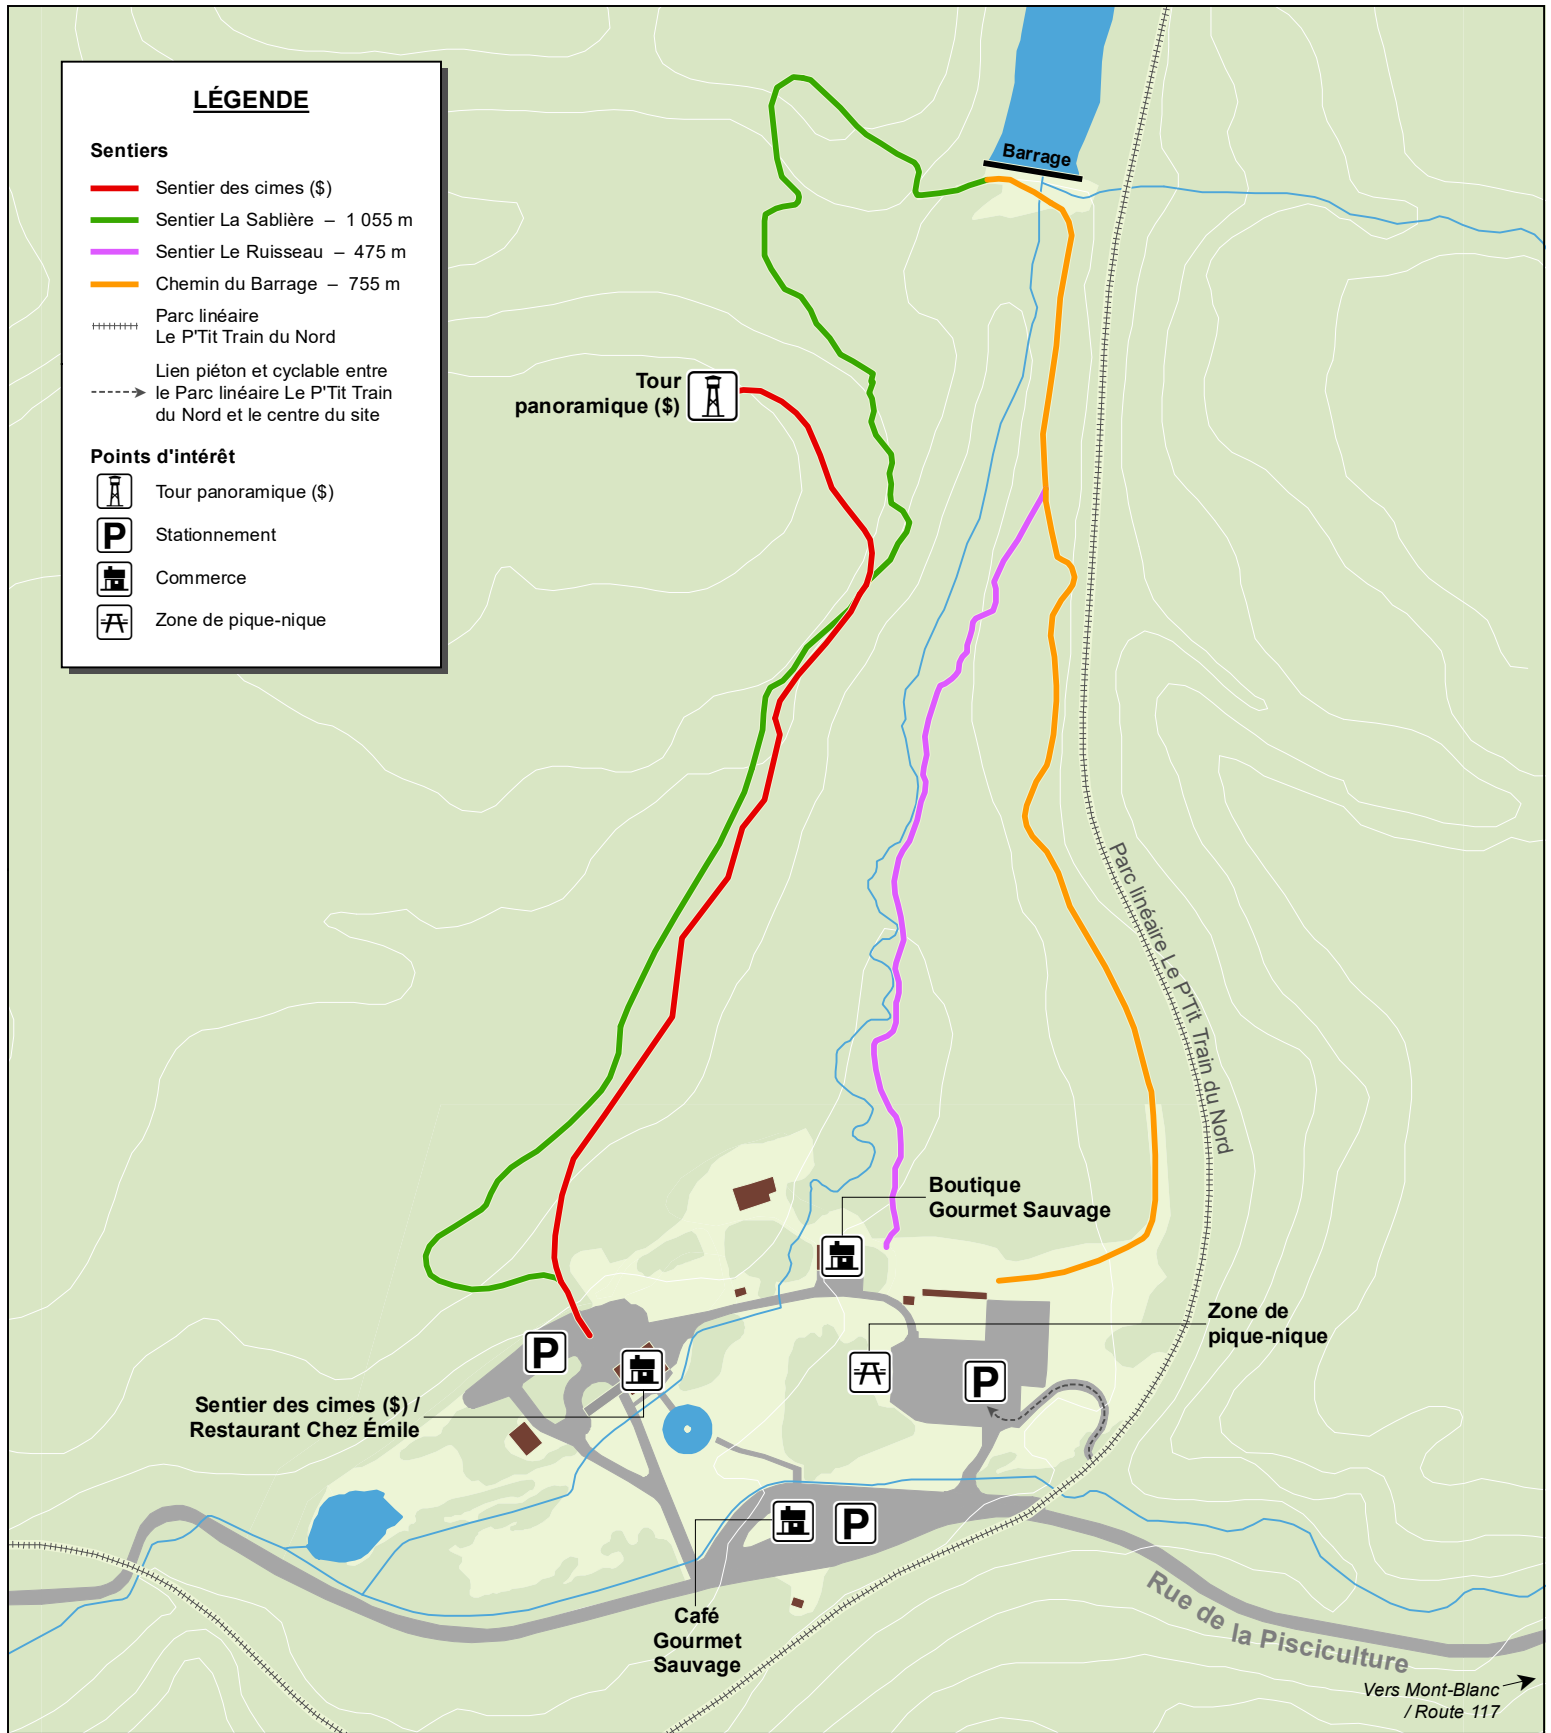 LÉGENDE
Sentiers
Sentier des cimes ($)
Sentier La Sablière – 1 055 m
Sentier Le Ruisseau – 475 m
Chemin du Barrage – 755 m
Parc linéaire
Le P'Tit Train du Nord
Lien piéton et cyclable entre
le Parc linéaire Le P'Tit Train
du Nord et le centre du site
Points d'intérêt
Tour panoramique ($)
P
Stationnement
Commerce
Zone de pique-nique
Barrage
Tour
panoramique ($)
Parc linéaire Le P'Tit Train du Nord
Boutique
Gourmet Sauvage
Zone de
pique-nique
P
P
Sentier des cimes ($) /
Restaurant Chez Émile
P
Café
Gourmet
Sauvage
Rue de la Pisciculture
Vers Mont-Blanc
/ Route 117